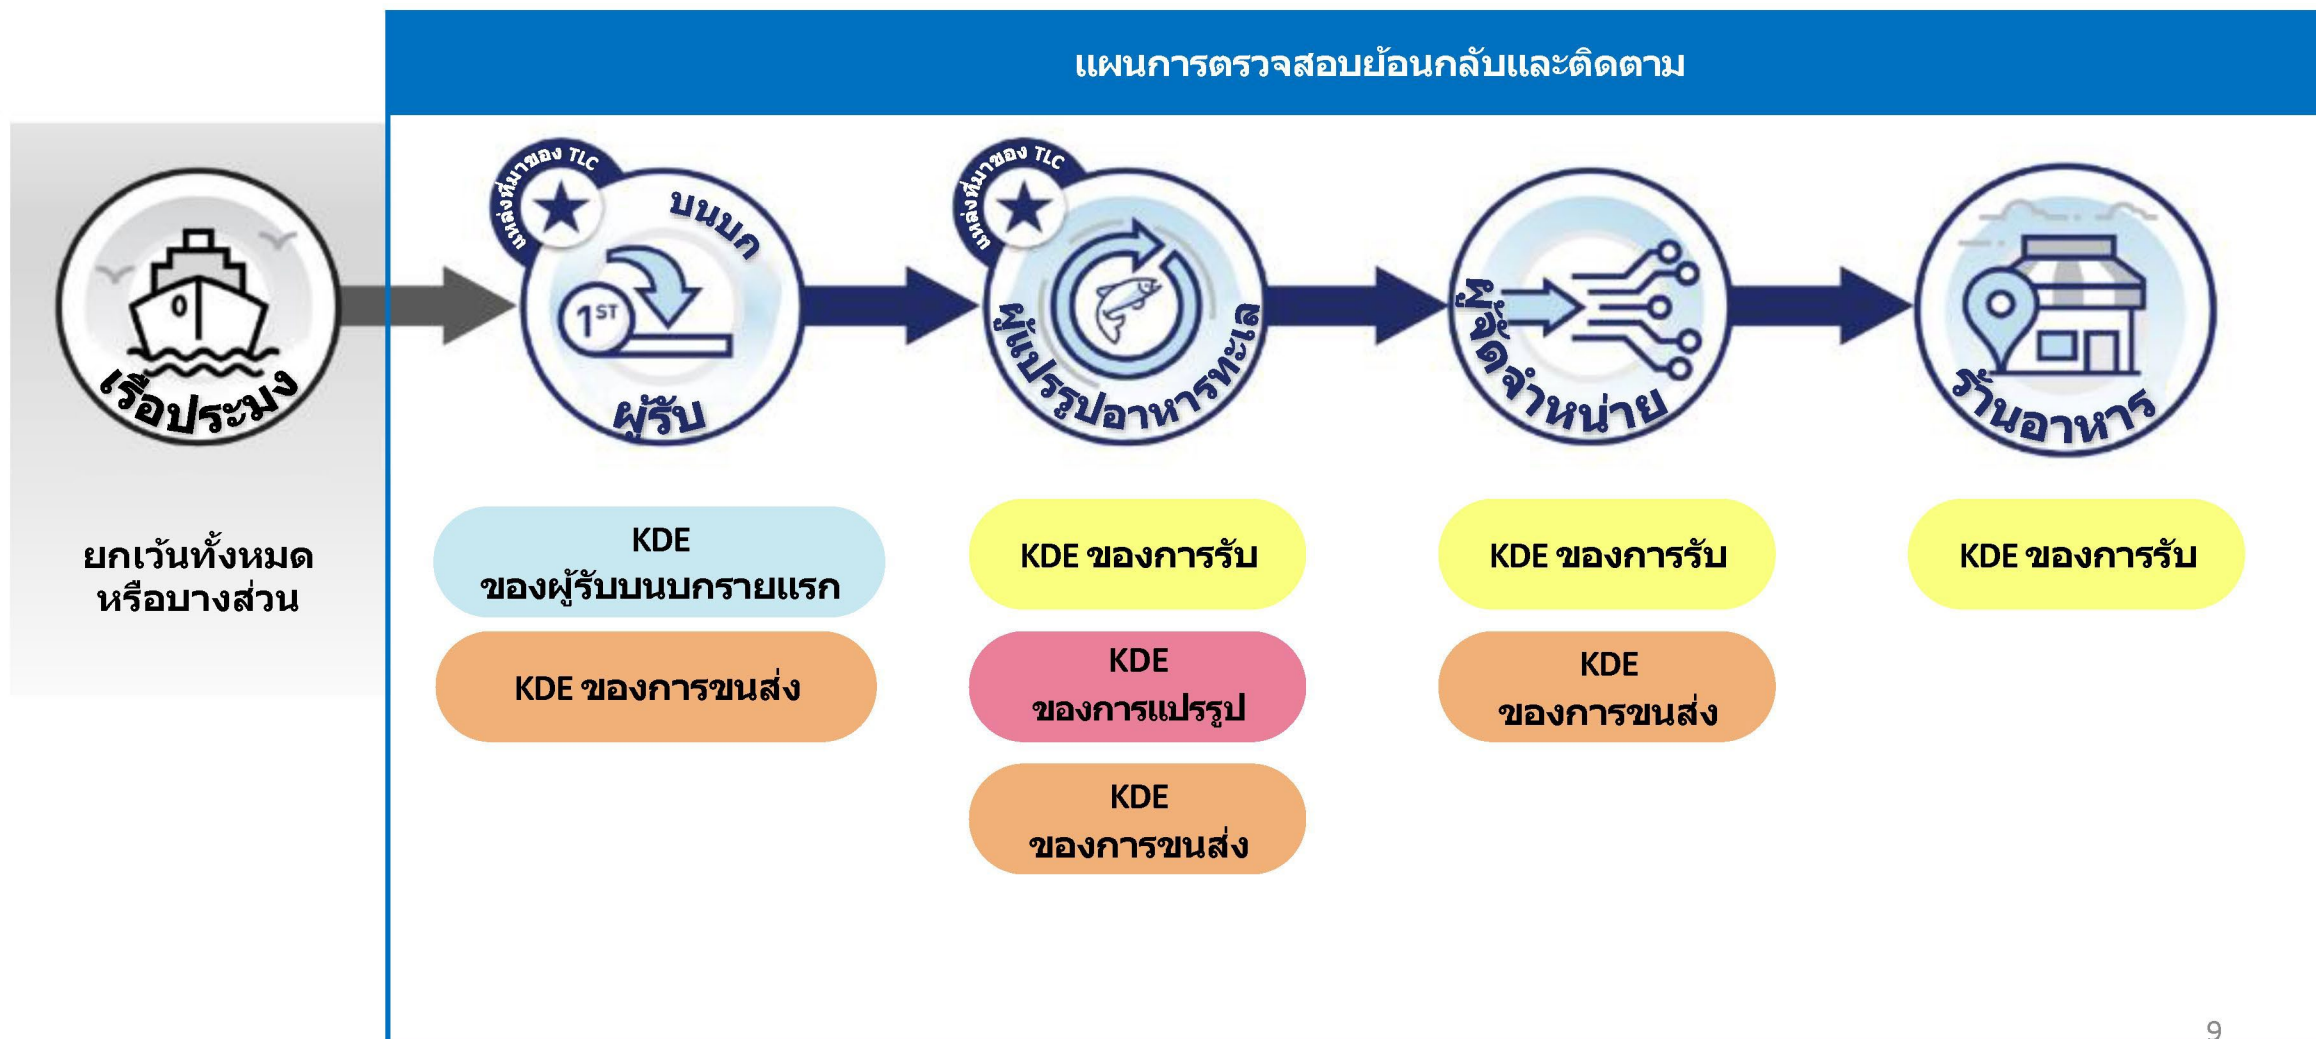 แผนการตรวจสอบย้อนกลับและติดตาม
เรือประมง
แหล่งที่มาของ TLC
บนบก
1ST
ผู้รับ
แหล่งที่มาของ TLC
ผู้แปรรูปอาหารทะเล
ผู้จัดจำหน่าย
ร้านอาหาร
ยกเว้นทั้งหมด
หรือบางส่วน
KDE
ของผู้รับบนบกรายแรก
KDE ของการขนส่ง
KDE ของการรับ
KDE
ของการแปรรูป
KDE
ของการขนส่ง
KDE ของการรับ
KDE
ของการขนส่ง
KDE ของการรับ
9